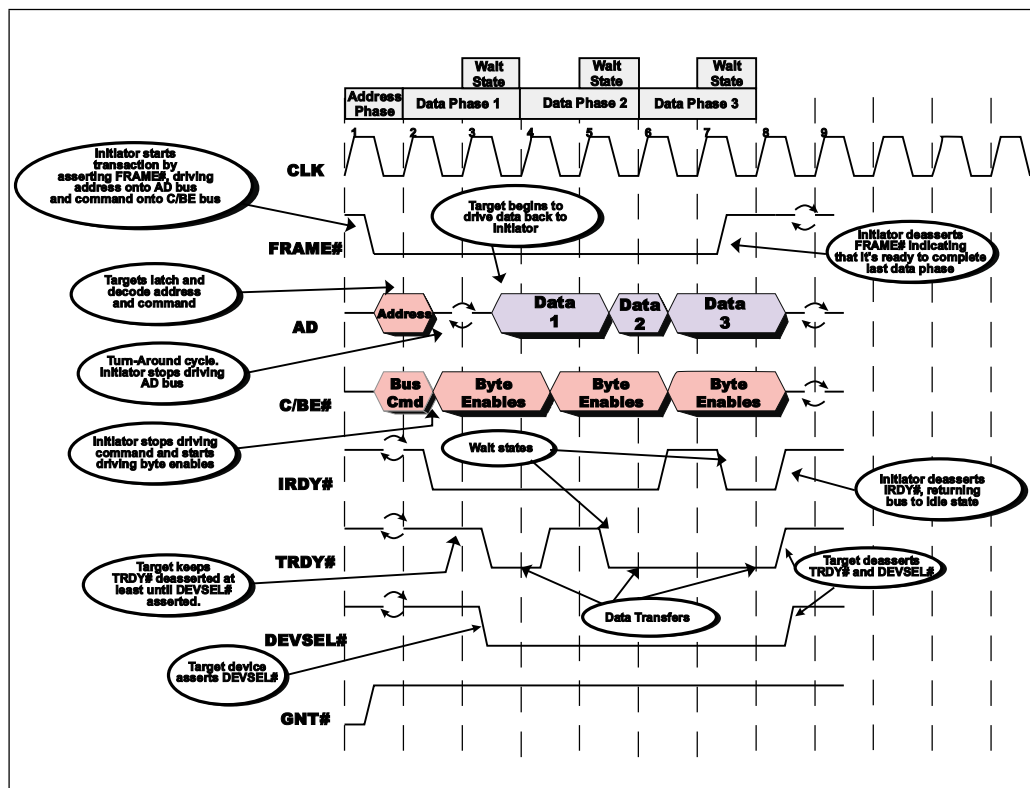 Wait
State
Wait
State
Wait
State
Address
Phase
Data Phase 1
Data Phase 2
Data Phase 3
1 2 3 4 5 6 7 8 9
CLK
Initiator starts
transaction by
asserting FRAME#, driving
address onto AD bus
and command onto C/BE bus
Target begins to
drive data back to
initiator
FRAME#
Initiator deasserts
FRAME# indicating
that it's ready to complete
last data phase
Targets latch and
decode address
and command
AD
Address
Data
1
Data
2
Data
3
Turn-Around cycle.
Initiator stops driving
AD bus
C/BE#
Bus
Cmd
Byte
Enables
Byte
Enables
Byte
Enables
Initiator stops driving
command and starts
driving byte enables
Wait states
IRDY#
Initiator deasserts
IRDY#, returning
bus to idle state
TRDY#
Target keeps
TRDY# deasserted at
least until DEVSEL#
asserted.
Target deasserts
TRDY# and DEVSEL#
Data Transfers
DEVSEL#
Target device
asserts DEVSEL#
GNT#